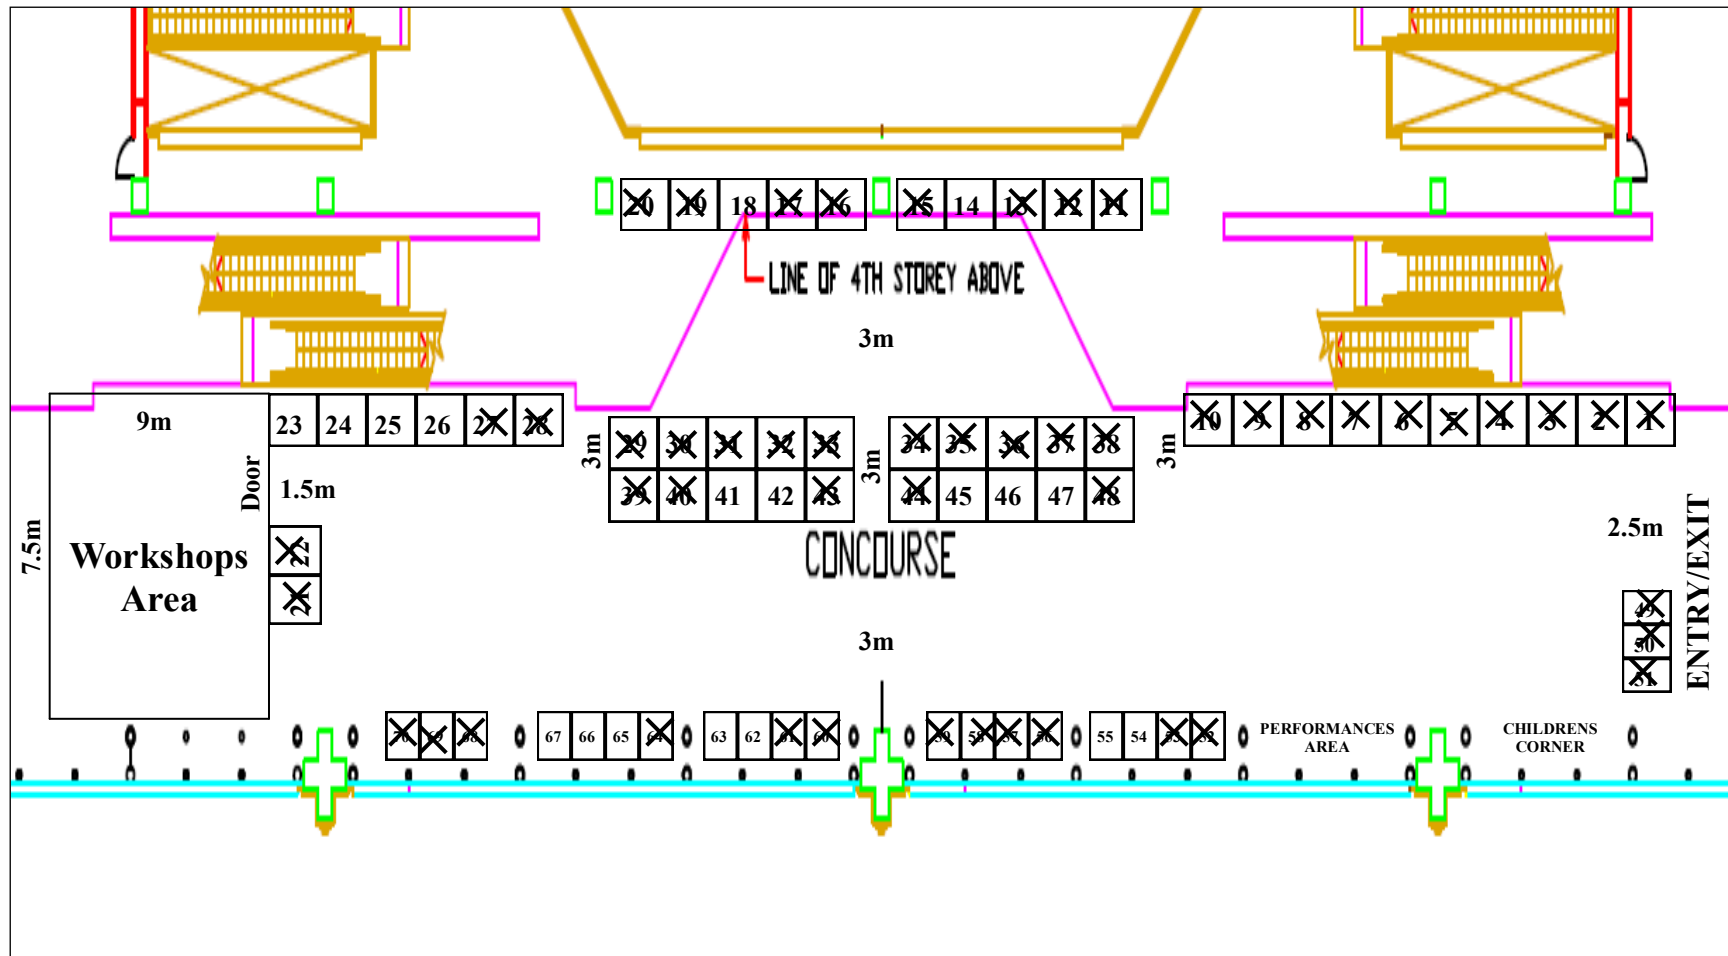 20 19 18 17 16 15 14 13 12 11
LINE OF 4TH STOREY ABOVE
3m
9m
23 24 25 26 27 28
10 9 8 7 6 5 4 3 2 1
3m
29 30 31 32 33
3m
34 35 36 37 38
3m
39 40 41 42 43
44 45 46 47 48
Door
1.5m
7.5m
Workshops
Area
22
21
CONCOURSE
2.5m
ENTRY/EXIT
49
50
51
3m
70 69 68
67 66 65 64
63 62 61 60
59 58 57 56
55 54 53 52
PERFORMANCES
AREA
CHILDRENS
CORNER